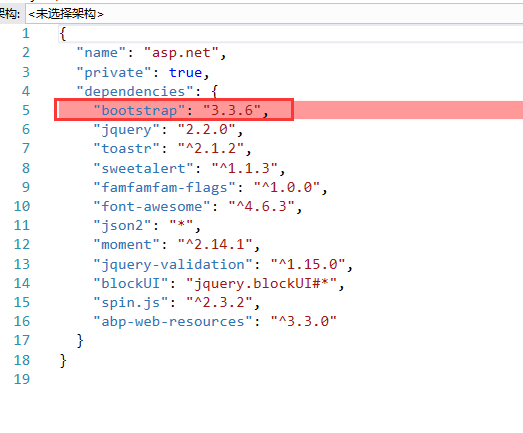 架构: <未选择架构>
1 {
2 "name": "asp.net",
3 "private": true,
4 "dependencies": {
5 "bootstrap": "3.3.6",
6 "jquery": "2.2.0",
7 "toastr": "^2.1.2",
8 "sweetalert": "^1.1.3",
9 "famfamfam-flags": "^1.0.0",
10 "font-awesome": "^4.6.3",
11 "json2": "*",
12 "moment": "^2.14.1",
13 "jquery-validation": "^1.15.0",
14 "blockUI": "jquery.blockUI#*",
15 "spin.js": "^2.3.2",
16 "abp-web-resources": "^3.3.0"
17 }
18 }
19